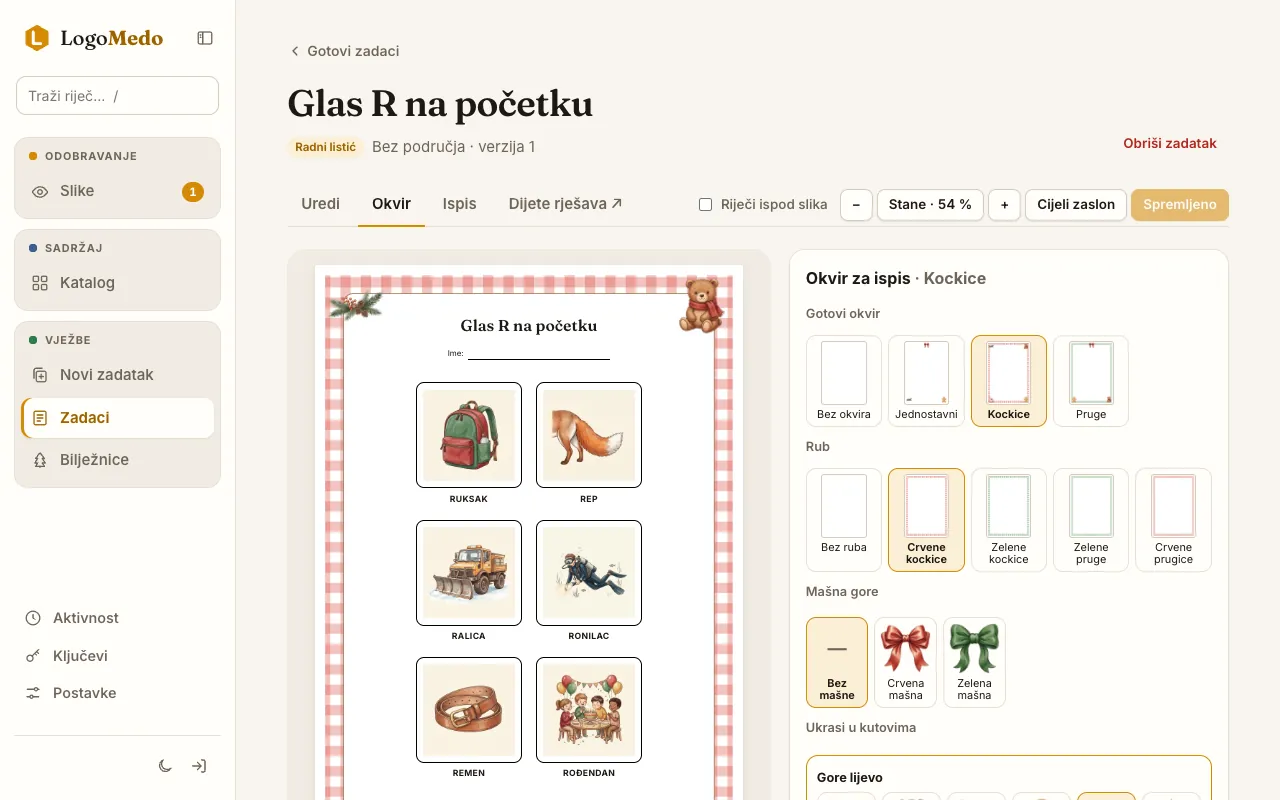 LogoMedo
Traži riječ... /
ODOBRAVANJE
Slike 1
SADRŽAJ
Katalog
VJEŽBE
Novi zadatak
Zadaci
Bilježnice
Aktivnost
Ključevi
Postavke
Gotovi zadaci
Glas R na početku
Radni listić Bez područja · verzija 1
Obriši zadatak
Uredi Okvir Ispis Dijete rješava ↗
Riječi ispod slika − Stane · 54 % + Cijeli zaslon Spremljeno
Glas R na početku
Ime:
RUKSAK REP
RALICA RONILAC
REMEN ROĐENDAN
Okvir za ispis · Kockice
Gotovi okvir
Bez okvira Jednostavni Kockice Pruge
Rub
Bez ruba Crvene kockice Zelene kockice Zelene pruge Crvene prugice
Mašna gore
Bez mašne Crvena mašna Zelena mašna
Ukrasi u kutovima
Gore lijevo